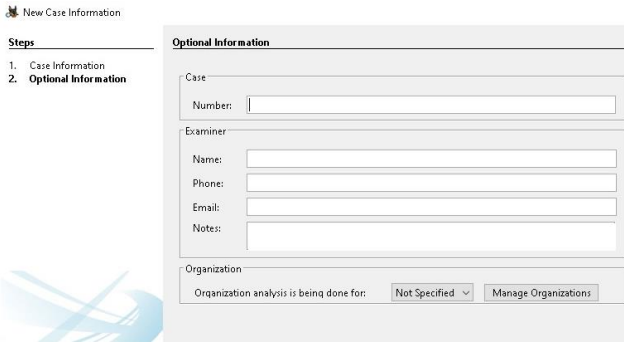 New Case Information
Steps
1. Case Information
2. Optional Information
Optional Information
Case
Number:
Examiner
Name:
Phone:
Email:
Notes:
Organization
Organization analysis is being done for: Not Specified Manage Organizations